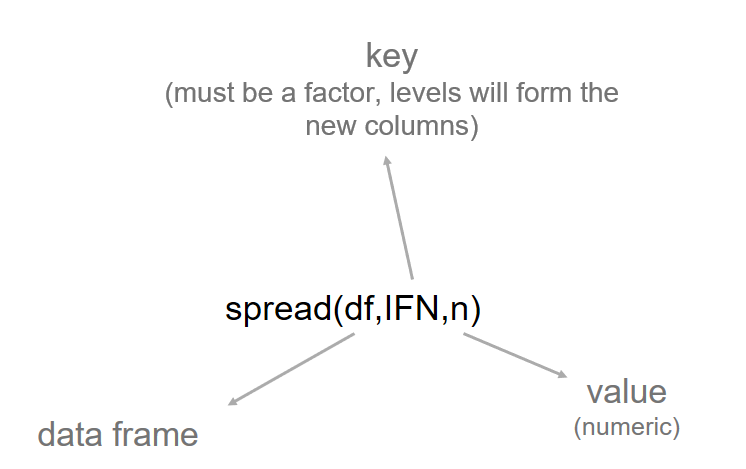 key
(must be a factor, levels will form the
new columns)
spread(df,IFN,n)
value
(numeric)
data frame